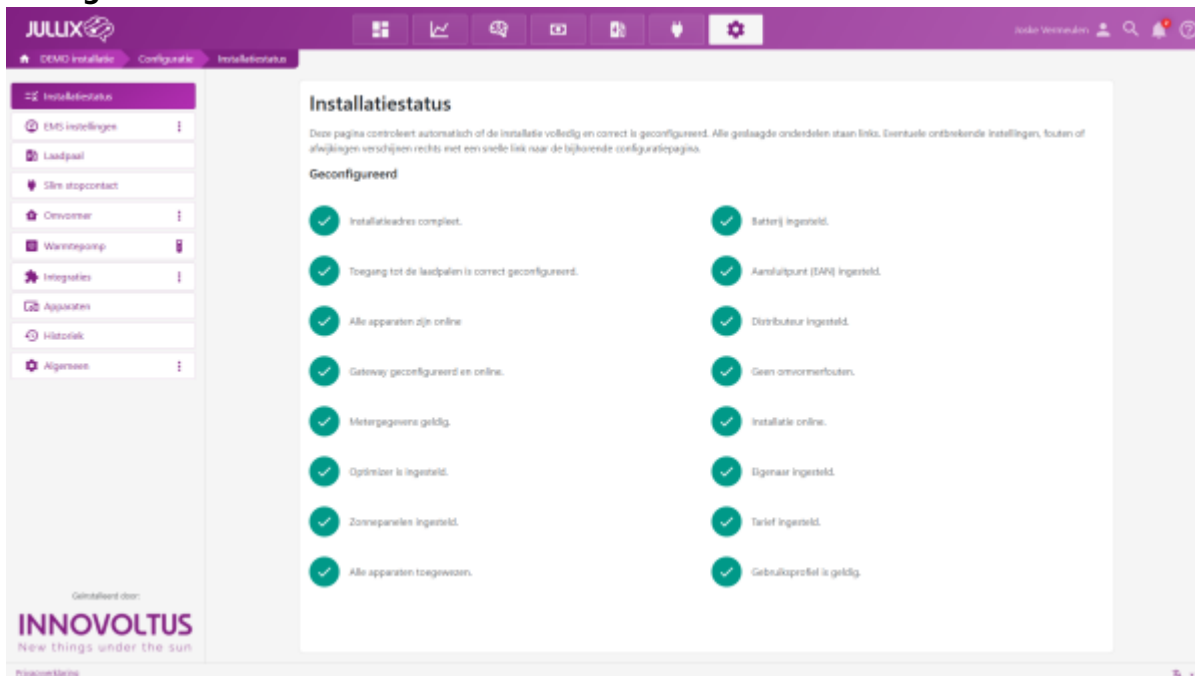 JULLIX
Joske Vermeulen
DEMO installatie
Configuratie
Installatiestatus
Installatiestatus
EMS instellingen
Laadpaal
Slim stopcontact
Omvormer
Warmtepomp
Integraties
Apparaten
Historiek
Algemeen
Installatiestatus
Deze pagina controleert automatisch of de installatie volledig en correct is geconfigureerd. Alle geslaagde onderdelen staan links. Eventuele ontbrekende instellingen, fouten of
afwijkingen verschijnen rechts met een snelle link naar de bijhorende configuratiepagina.
Geconfigureerd
Installatieadres compleet.
Batterij ingesteld.
Toegang tot de laadpalen is correct geconfigureerd.
Aansluitpunt (EAN) ingesteld.
Alle apparaten zijn online
Distributeur ingesteld.
Gateway geconfigureerd en online.
Geen omvormerfouten.
Metergegevens geldig.
Installatie online.
Optimizer is ingesteld.
Eigenaar ingesteld.
Zonnepanelen ingesteld.
Tarief ingesteld.
Alle apparaten toegewezen.
Gebruiksprofiel is geldig.
Geïnstalleerd door:
INNOVOLTUS
New things under the sun
Privacyverklaring